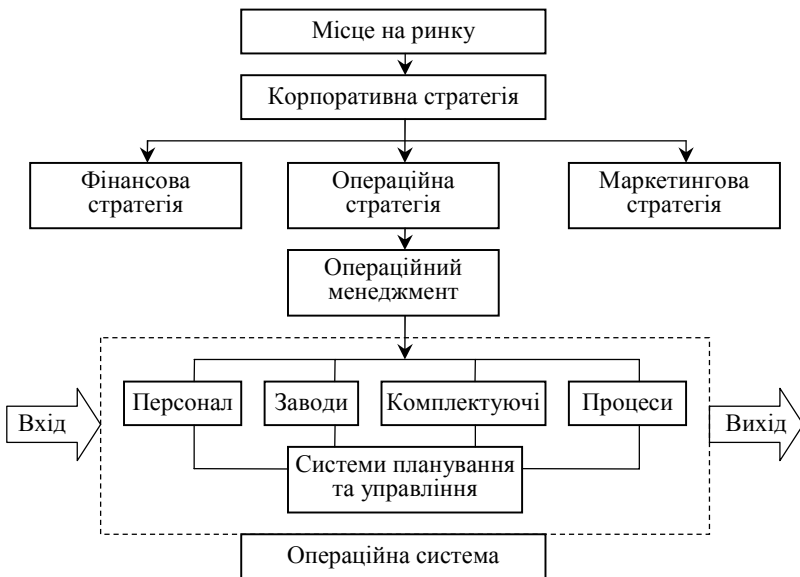 Місце на ринку
Корпоративна стратегія
Фінансова
стратегія
Операційна
стратегія
Маркетингова
стратегія
Операційний
менеджмент
Вхід
Персонал
Заводи
Комплектуючі
Процеси
Вихід
Системи планування
та управління
Операційна система